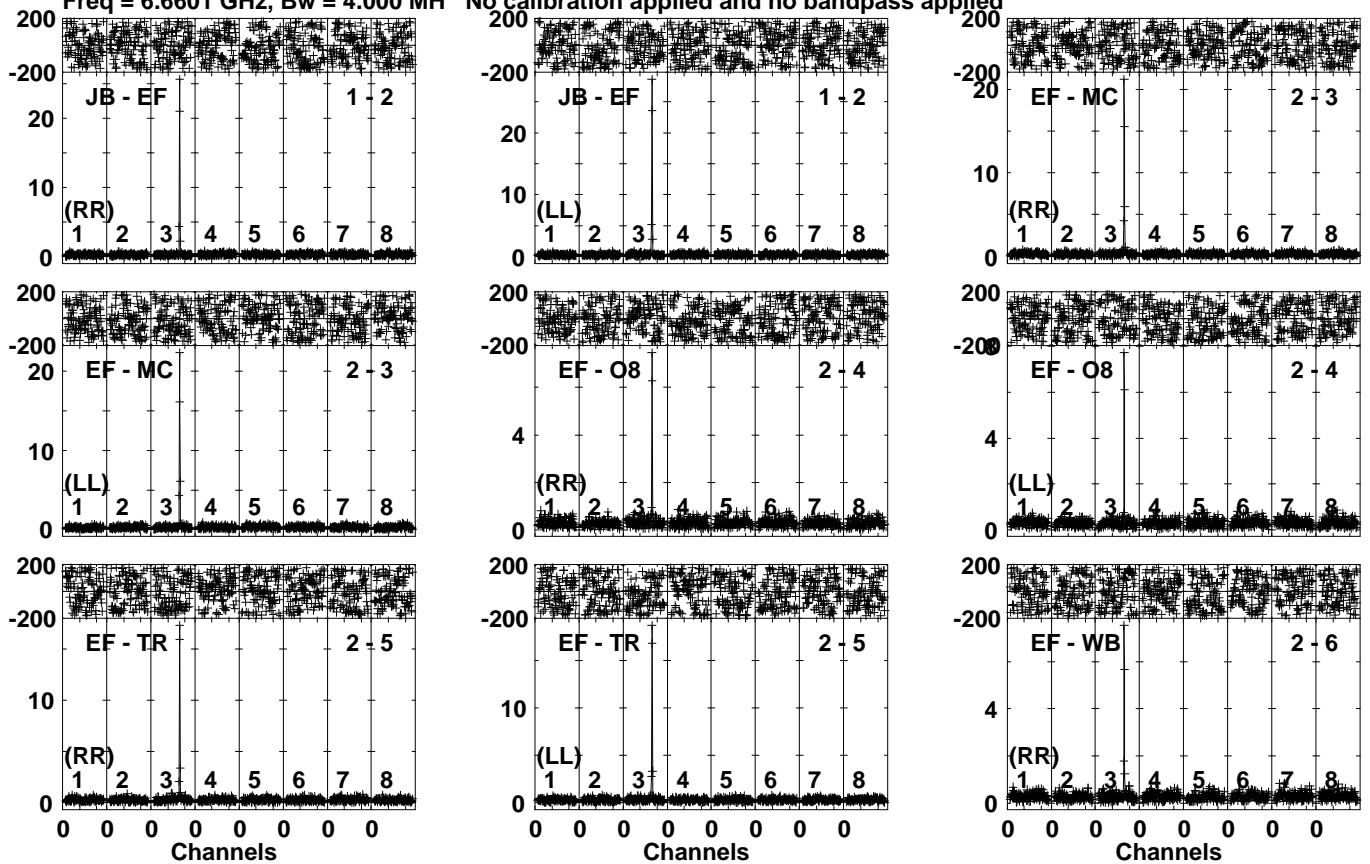 Freq = 6.6601 GHz, Bw = 4.000 MH No calibration applied and no bandpass applied
200 200 200
-200 -200 -200
JB - EF 1 - 2 JB - EF 1 - 2 EF - MC 2 - 3
20 20 20
10 10 10
(RR) (LL) (RR)
1 2 3 4 5 6 7 8 1 2 3 4 5 6 7 8 1 2 3 4 5 6 7 8
0 0 0
200 200 200
-200 -200 -200 8
EF - MC 2 - 3 EF - O8 2 - 4 EF - O8 2 - 4
20
10 4 4
(LL) (RR) (LL)
1 2 3 4 5 6 7 8 1 2 3 4 5 6 7 8 1 2 3 4 5 6 7 8
0 0 0
200 200 200
-200 -200 -200
EF - TR 2 - 5 EF - TR 2 - 5 EF - WB 2 - 6
10 10 4
(RR) (LL) (RR)
1 2 3 4 5 6 7 8 1 2 3 4 5 6 7 8 1 2 3 4 5 6 7 8
0 0 0
0 0 0 0 0 0 0 0 0 0 0 0 0 0 0 0 0 0 0 0 0 0 0 0
Channels Channels Channels